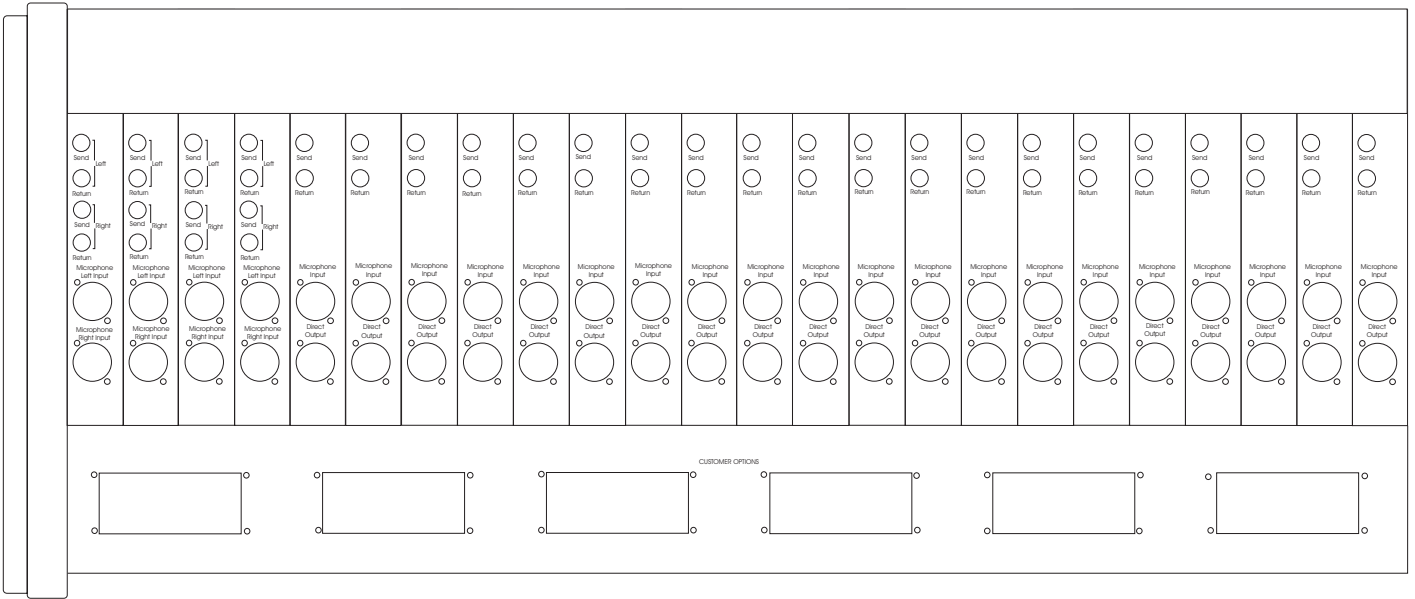 Send
Left
Return
Send
Right
Return
Microphone
Left Input
Microphone
Right Input
Send
Left
Return
Send
Right
Return
Microphone
Left Input
Microphone
Right Input
Send
Left
Return
Send
Right
Return
Microphone
Left Input
Microphone
Right Input
Send
Left
Return
Send
Right
Return
Microphone
Left Input
Microphone
Right Input
Send
Return
Microphone
Input
Direct
Output
Send
Return
Microphone
Input
Direct
Output
Send
Return
Microphone
Input
Direct
Output
Send
Return
Microphone
Input
Direct
Output
Send
Return
Microphone
Input
Direct
Output
Send
Return
Microphone
Input
Direct
Output
Send
Return
Microphone
Input
Direct
Output
Send
Return
Microphone
Input
Direct
Output
Send
Return
Microphone
Input
Direct
Output
Send
Return
Microphone
Input
Direct
Output
Send
Return
Microphone
Input
Direct
Output
Send
Return
Microphone
Input
Direct
Output
Send
Return
Microphone
Input
Direct
Output
Send
Return
Microphone
Input
Direct
Output
Send
Return
Microphone
Input
Direct
Output
Send
Return
Microphone
Input
Direct
Output
Send
Return
Microphone
Input
Direct
Output
Send
Return
Microphone
Input
Direct
Output
Send
Return
Microphone
Input
Direct
Output
Send
Return
Microphone
Input
Direct
Output
CUSTOMER OPTIONS